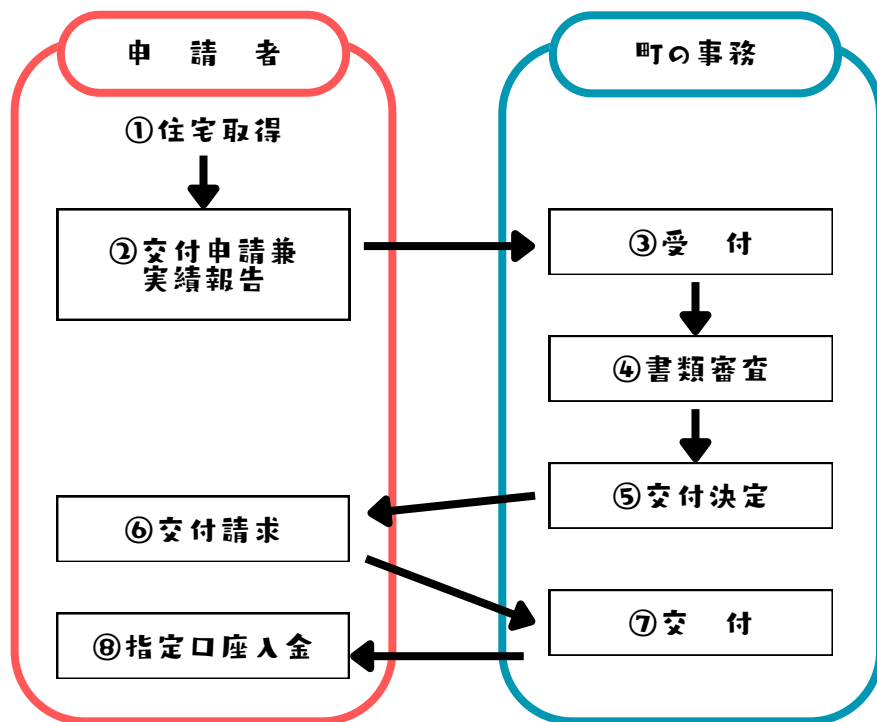 申 請 者
町の事務
①住宅取得
②交付申請兼
実績報告
③受 付
④書類審査
⑤交付決定
⑥交付請求
⑦交 付
⑧指定口座入金